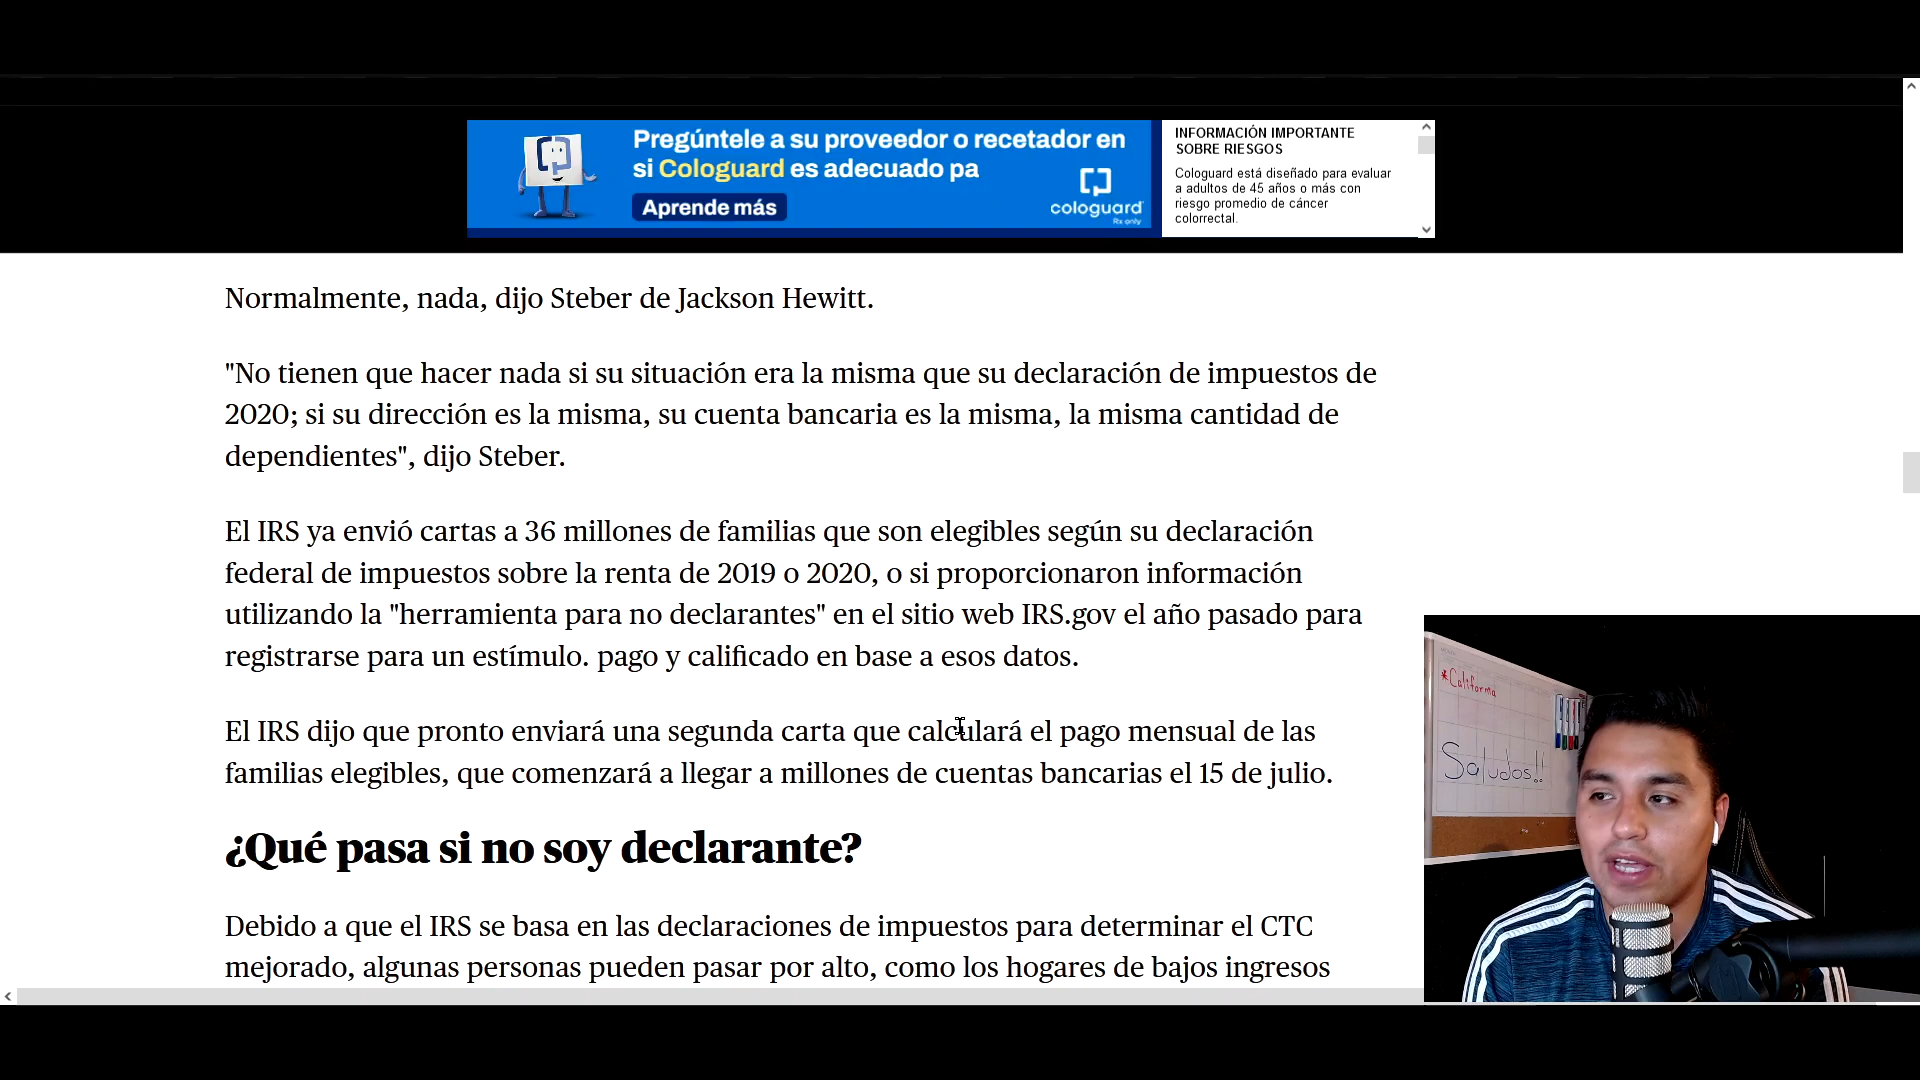 Pregúntele a su proveedor o recetador en
si Cologuard es adecuado pa
Aprende más
cologuard
Rx only
INFORMACIÓN IMPORTANTE
SOBRE RIESGOS
Cologuard está diseñado para evaluar
a adultos de 45 años o más con
riesgo promedio de cáncer
colorrectal.
Normalmente, nada, dijo Steber de Jackson Hewitt.
"No tienen que hacer nada si su situación era la misma que su declaración de impuestos de
2020; si su dirección es la misma, su cuenta bancaria es la misma, la misma cantidad de
dependientes", dijo Steber.
El IRS ya envió cartas a 36 millones de familias que son elegibles según su declaración
federal de impuestos sobre la renta de 2019 o 2020, o si proporcionaron información
utilizando la "herramienta para no declarantes" en el sitio web IRS.gov el año pasado para
registrarse para un estímulo. pago y calificado en base a esos datos.
El IRS dijo que pronto enviará una segunda carta que calculará el pago mensual de las
familias elegibles, que comenzará a llegar a millones de cuentas bancarias el 15 de julio.
¿Qué pasa si no soy declarante?
Debido a que el IRS se basa en las declaraciones de impuestos para determinar el CTC
mejorado, algunas personas pueden pasar por alto, como los hogares de bajos ingresos
*California
Saludos!!